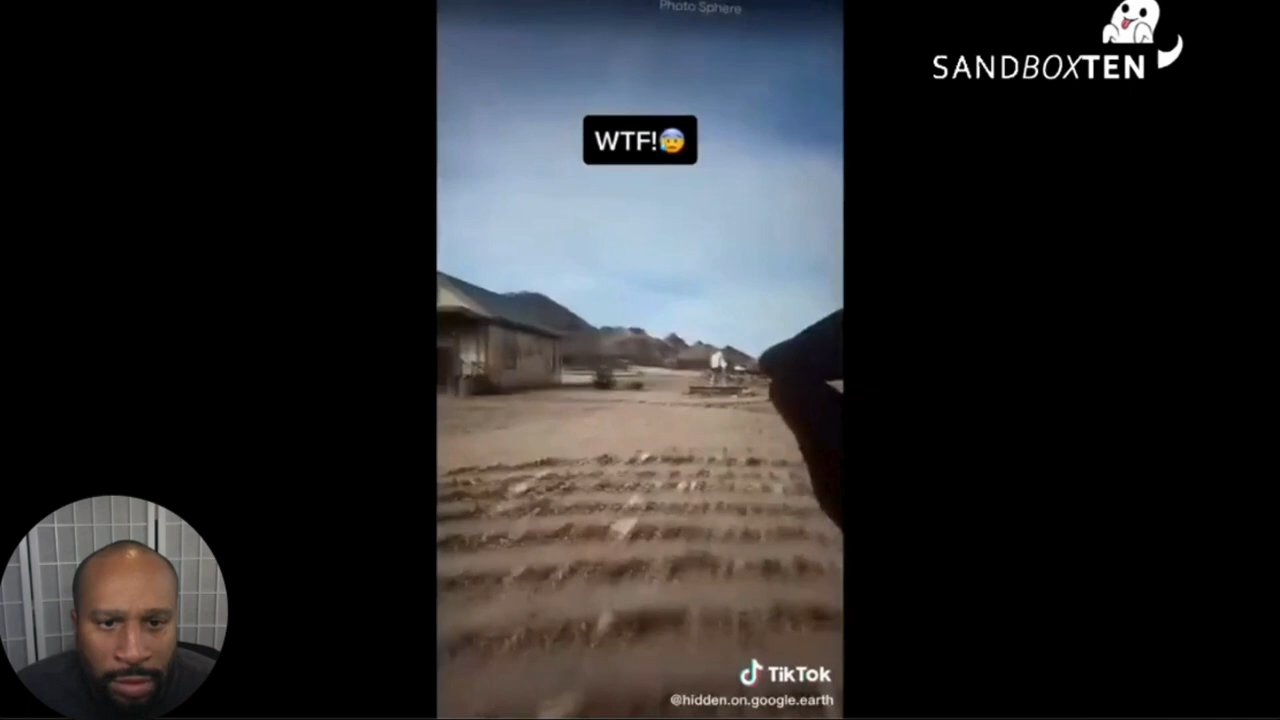 Photo Sphere
SANDBOXTEN
WTF!😰
TikTok
@hidden.on.google.earth